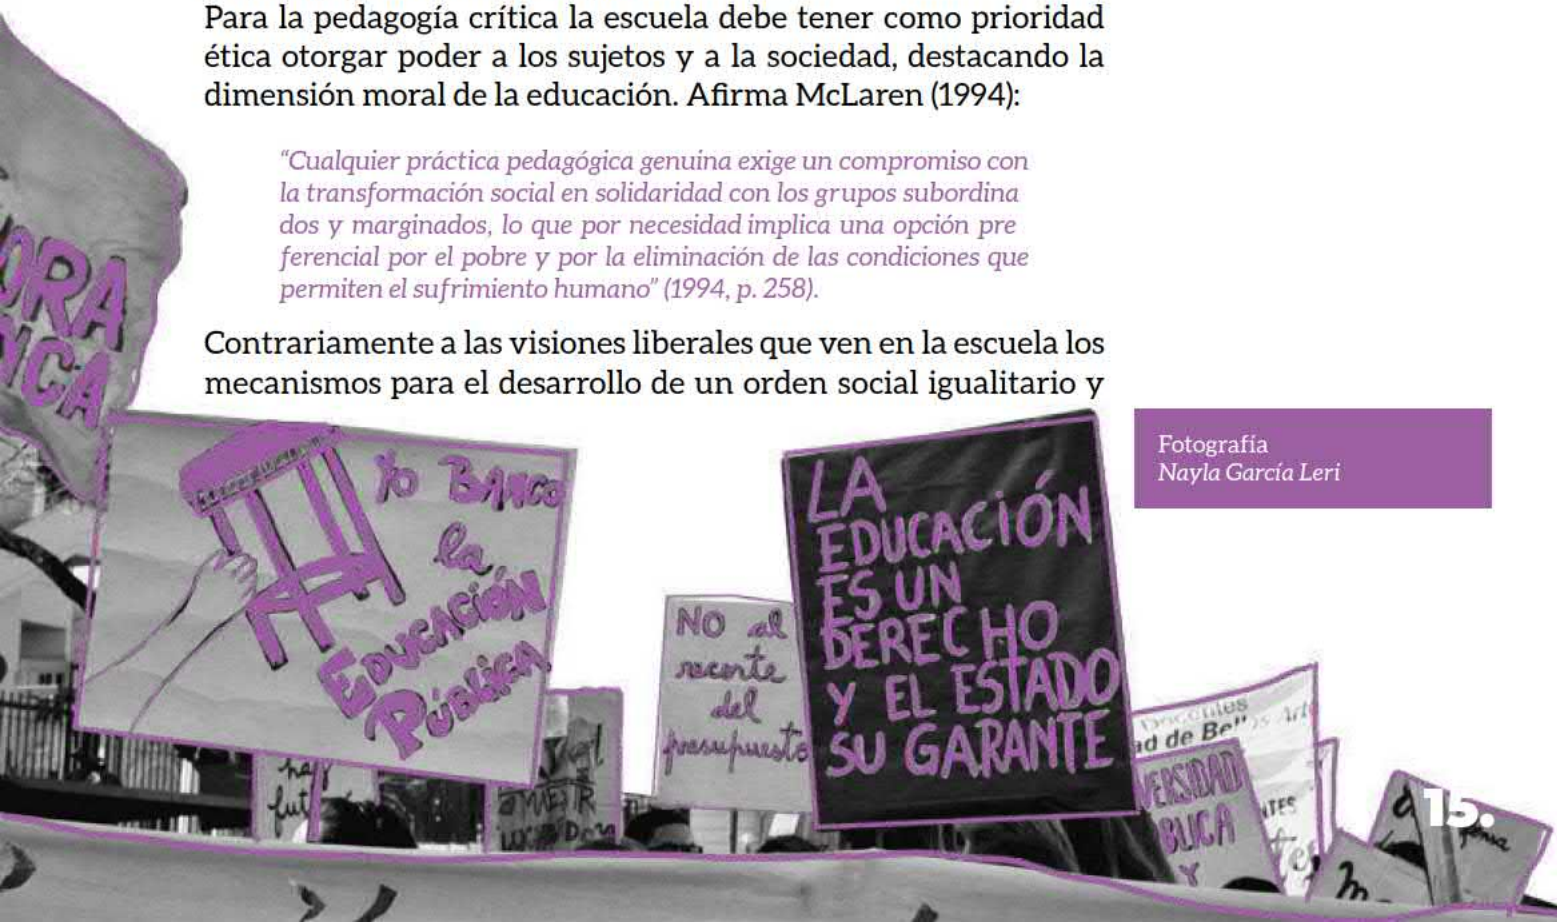 Para la pedagogía crítica la escuela debe tener como prioridad
ética otorgar poder a los sujetos y a la sociedad, destacando la
dimensión moral de la educación. Afirma McLaren (1994):
“Cualquier práctica pedagógica genuina exige un compromiso con
la transformación social en solidaridad con los grupos subordina
dos y marginados, lo que por necesidad implica una opción pre
ferencial por el pobre y por la eliminación de las condiciones que
permiten el sufrimiento humano” (1994, p. 258).
Contrariamente a las visiones liberales que ven en la escuela los
mecanismos para el desarrollo de un orden social igualitario y
Fotografía
Nayla García Leri
YO BANCO
la
EDUCACIÓN
PÚBLICA
NO al
recorte
del
presupuesto
LA
EDUCACIÓN
ES UN
DERECHO
Y EL ESTADO
SU GARANTE
Docentes
ad de Be
VERSIDAD
BLICA
Y
15.